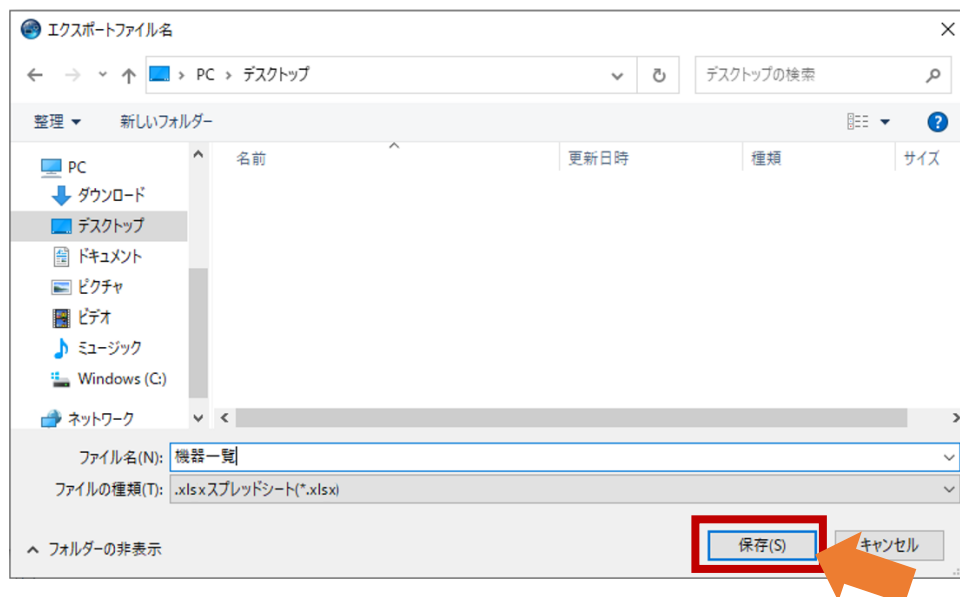 エクスポートファイル名
PC › デスクトップ
デスクトップの検索
整理 新しいフォルダー
名前 更新日時 種類 サイズ
PC
ダウンロード
デスクトップ
ドキュメント
ピクチャ
ビデオ
ミュージック
Windows (C:)
ネットワーク
ファイル名(N): 機器一覧
ファイルの種類(T): .xlsxスプレッドシート(*.xlsx)
フォルダーの非表示 保存(S) キャンセル